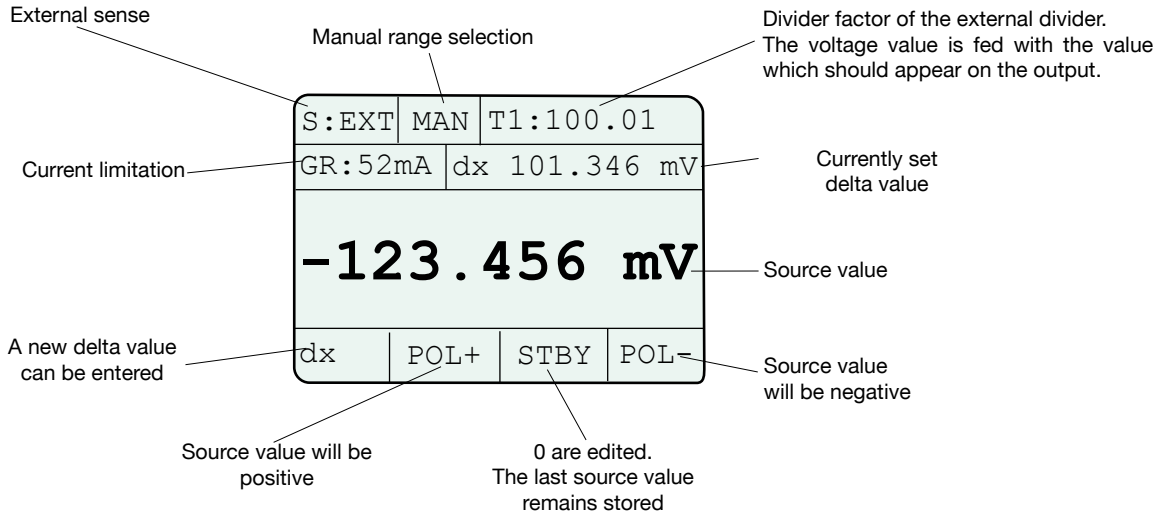 External sense
Manual range selection
Divider factor of the external divider.
The voltage value is fed with the value
which should appear on the output.
S:EXT MAN T1:100.01
Current limitation
GR:52mA dx 101.346 mV
Currently set
delta value
-123.456 mV
Source value
A new delta value
can be entered
dx POL+ STBY POL-
Source value
will be negative
Source value will be
positive
0 are edited.
The last source value
remains stored